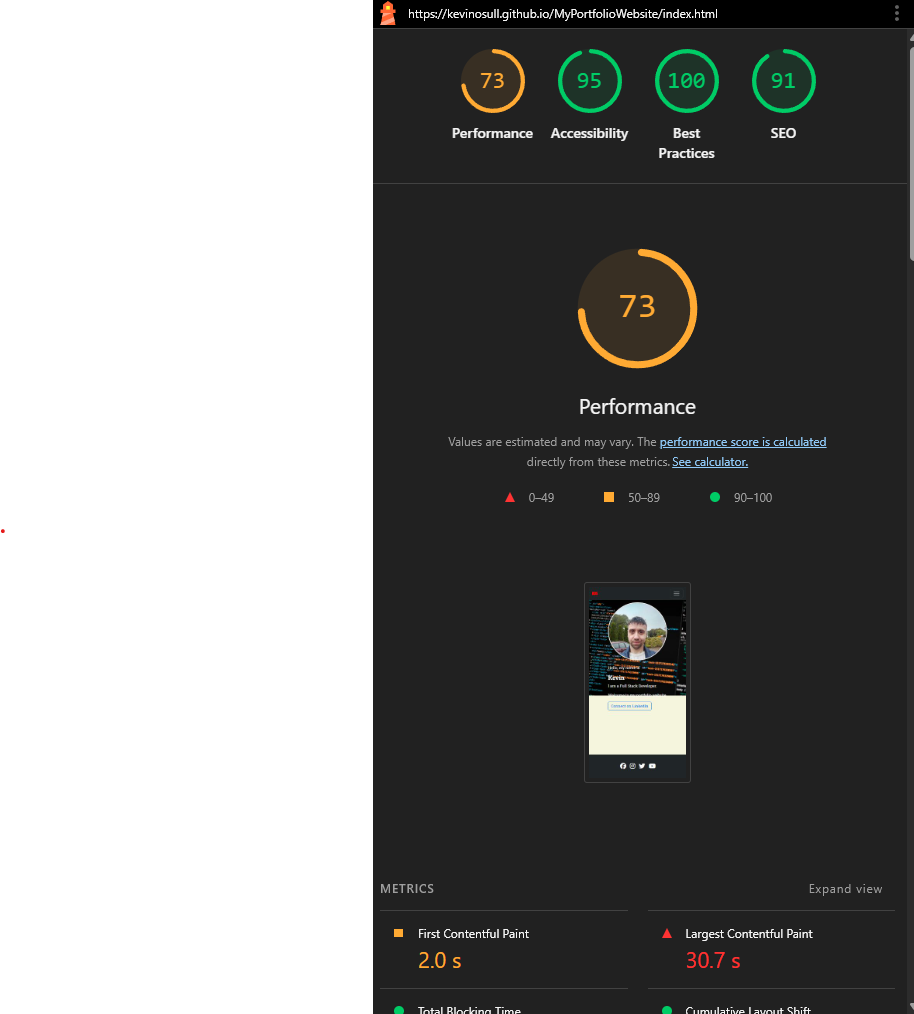 https://kevinosull.github.io/MyPortfolioWebsite/index.html
73
95
100
91
Performance
Accessibility
Best
Practices
SEO
73
Performance
Values are estimated and may vary. The performance score is calculated
directly from these metrics. See calculator.
0–49
50–89
90–100
Kevin
I am a Full Stack Developer
METRICS
Expand view
First Contentful Paint
2.0 s
Largest Contentful Paint
30.7 s
Total Blocking Time
Cumulative Layout Shift